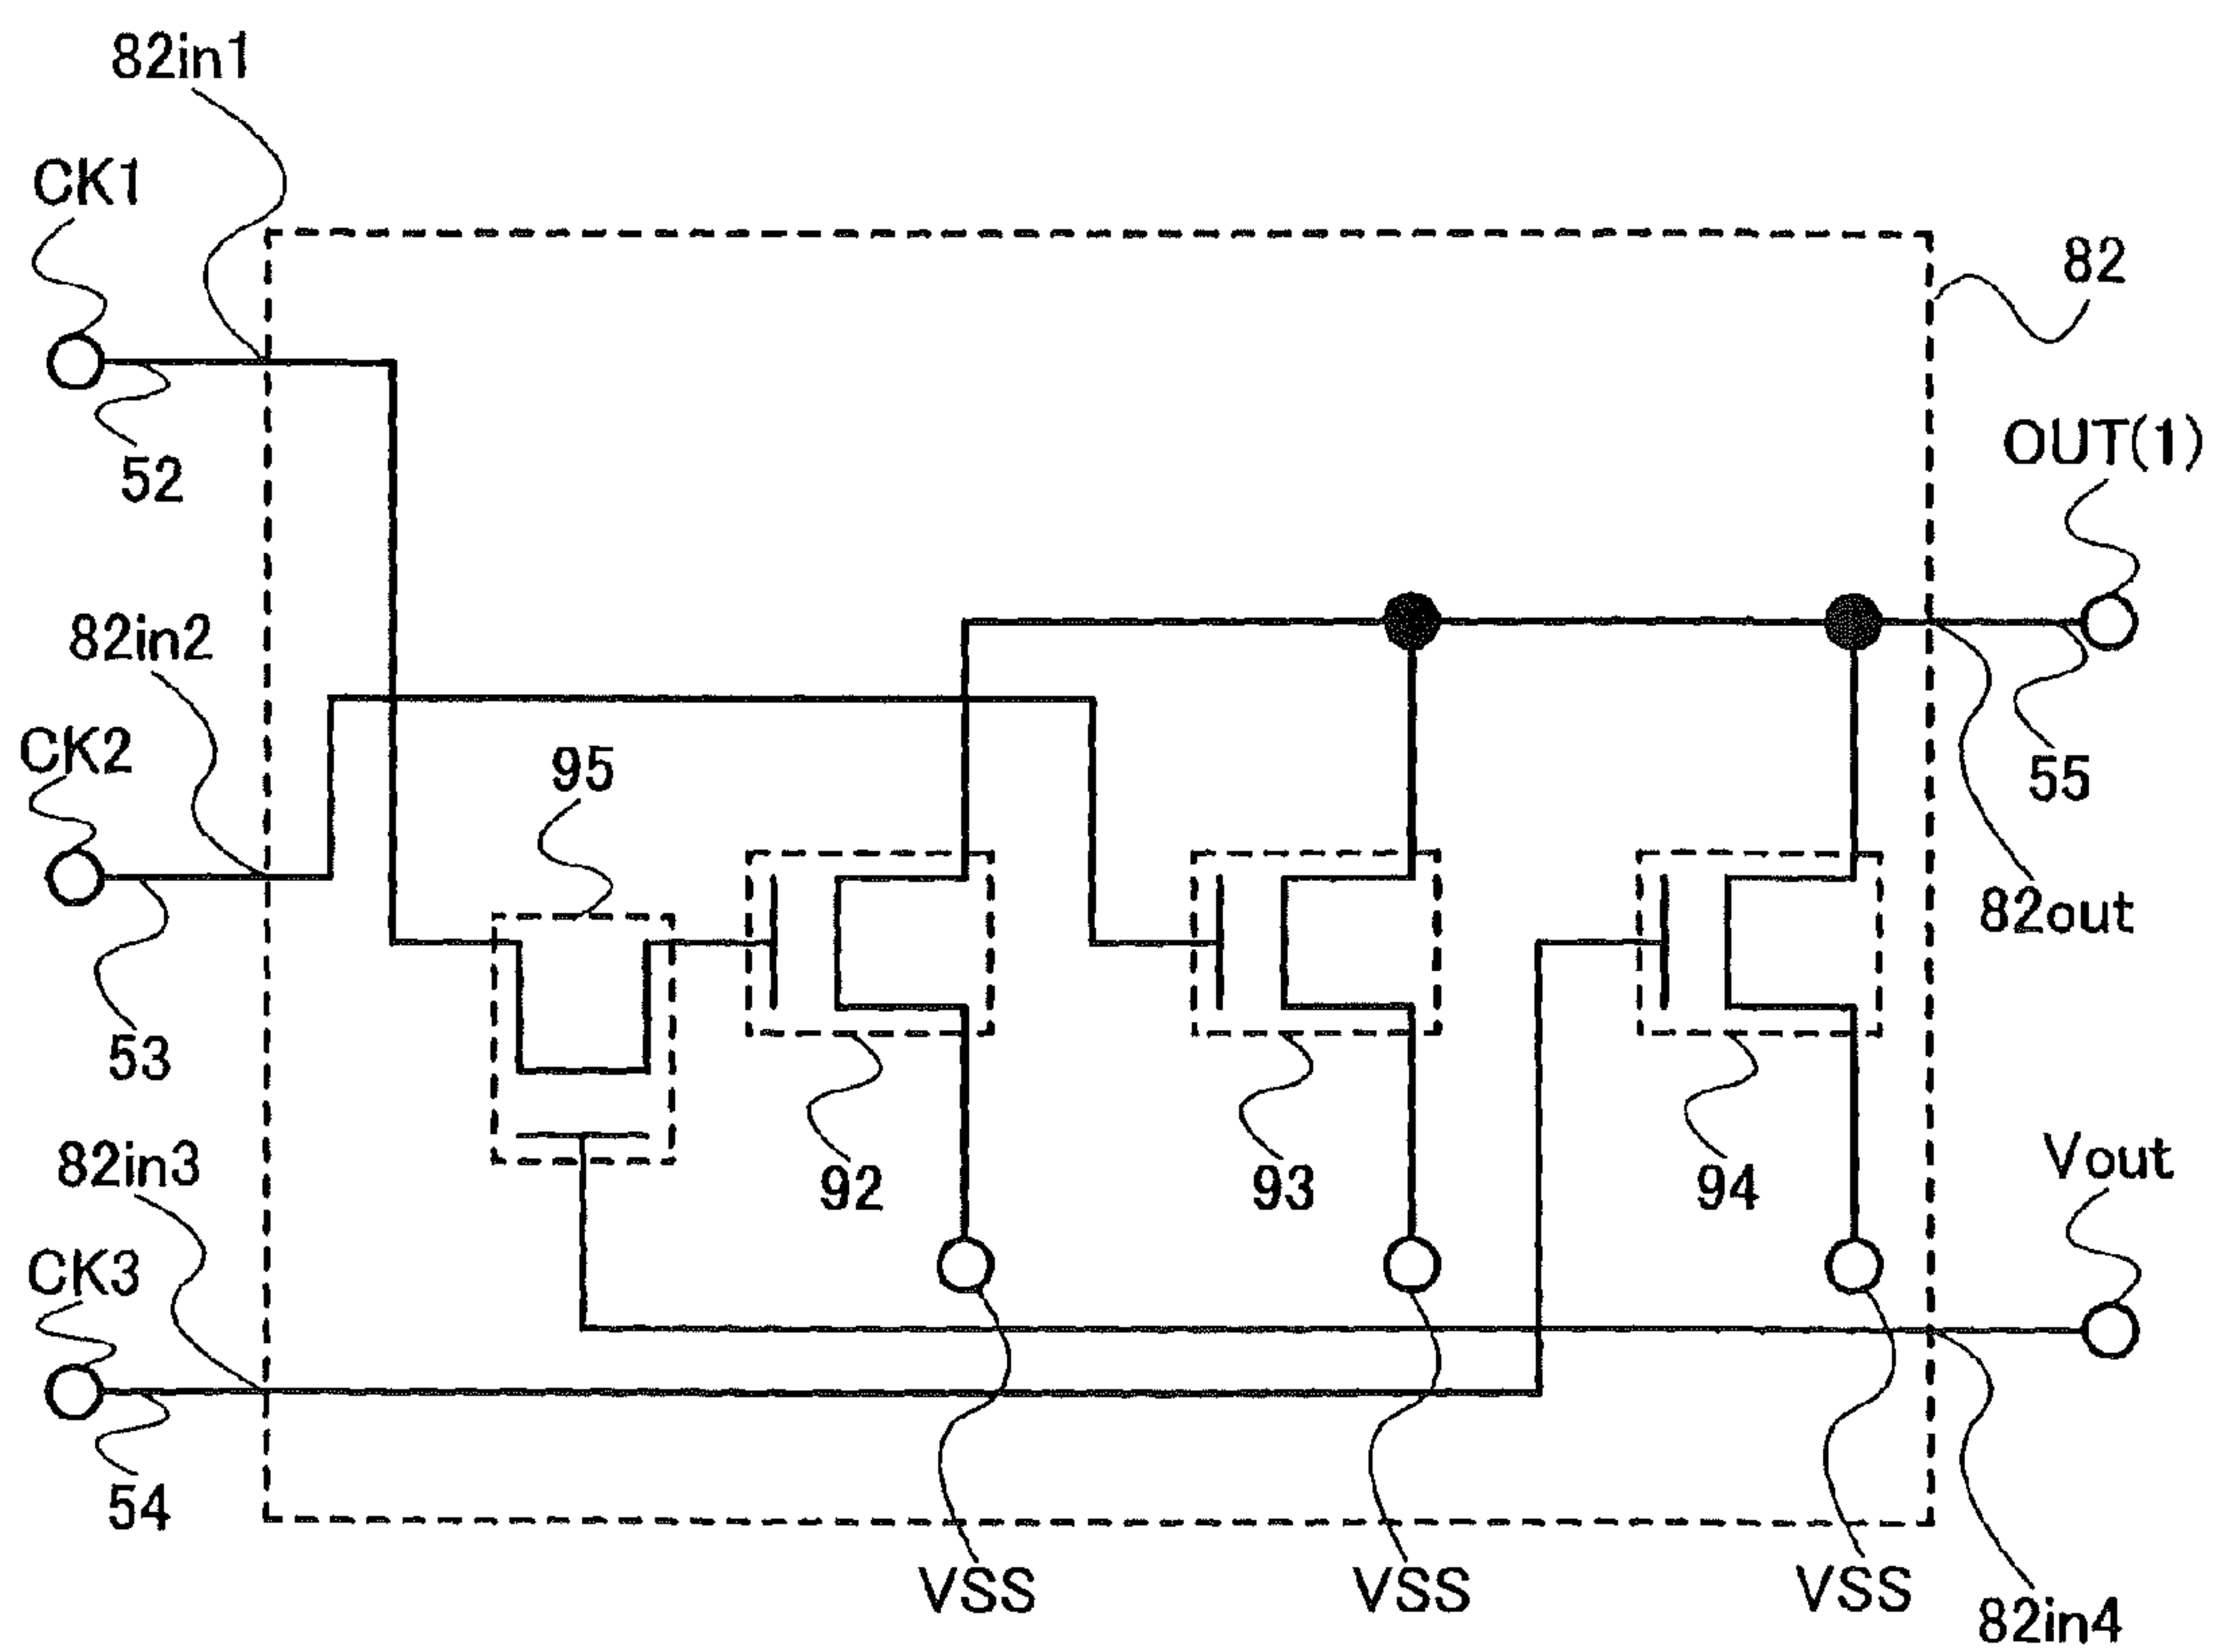 82in1
CK1
82
52
OUT(1)
82in2
CK2
95
55
82out
53
82in3
92
93
94
Vout
CK3
54
VSS
VSS
VSS
82in4